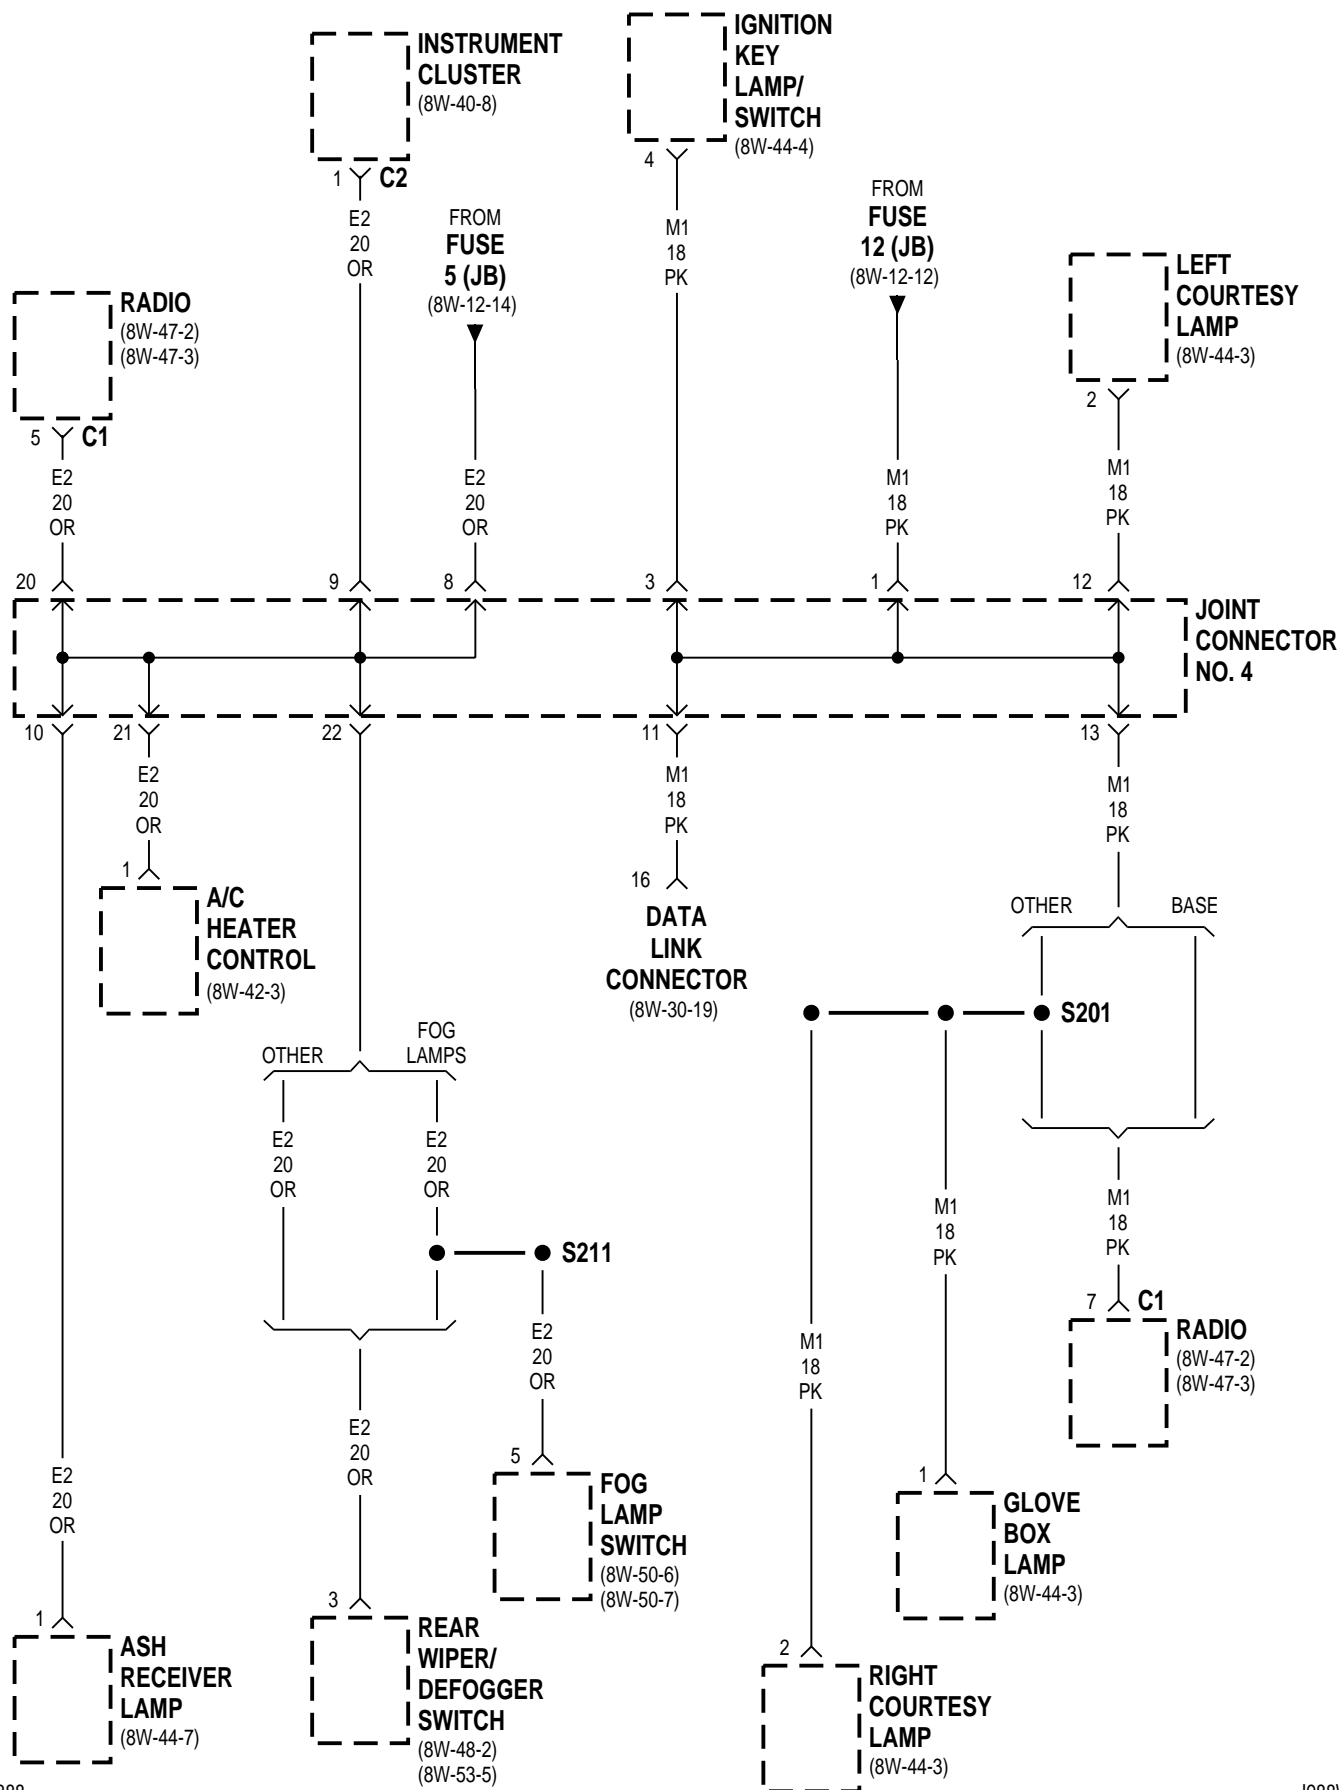 IGNITION
KEY
LAMP/
SWITCH
(8W-44-4)
INSTRUMENT
CLUSTER
(8W-40-8)
4
1
C2
E2
20
OR
FROM
FUSE
5 (JB)
(8W-12-14)
M1
18
PK
FROM
FUSE
12 (JB)
(8W-12-12)
LEFT
COURTESY
LAMP
(8W-44-3)
RADIO
(8W-47-2)
(8W-47-3)
5
C1
2
E2
20
OR
E2
20
OR
M1
18
PK
M1
18
PK
20
9
8
3
1
12
JOINT
CONNECTOR
NO. 4
10
21
22
11
13
E2
20
OR
M1
18
PK
M1
18
PK
1
A/C
HEATER
CONTROL
(8W-42-3)
16
DATA
LINK
CONNECTOR
(8W-30-19)
OTHER
BASE
S201
OTHER
FOG
LAMPS
E2
20
OR
E2
20
OR
S211
M1
18
PK
M1
18
PK
7
C1
RADIO
(8W-47-2)
(8W-47-3)
E2
20
OR
M1
18
PK
E2
20
OR
5
FOG
LAMP
SWITCH
(8W-50-6)
(8W-50-7)
1
GLOVE
BOX
LAMP
(8W-44-3)
E2
20
OR
1
ASH
RECEIVER
LAMP
(8W-44-7)
3
REAR
WIPER/
DEFOGGER
SWITCH
(8W-48-2)
(8W-53-5)
2
RIGHT
COURTESY
LAMP
(8W-44-3)